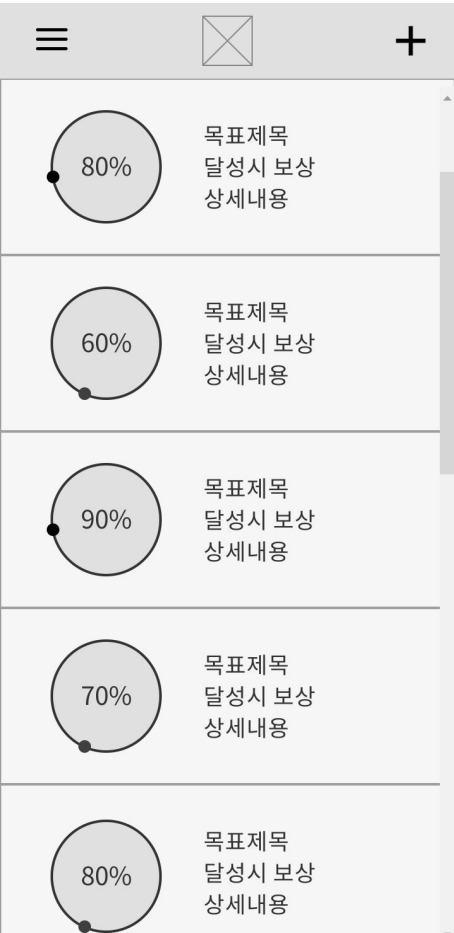 80%
목표제목
달성시 보상
상세내용
60%
목표제목
달성시 보상
상세내용
90%
목표제목
달성시 보상
상세내용
70%
목표제목
달성시 보상
상세내용
80%
목표제목
달성시 보상
상세내용